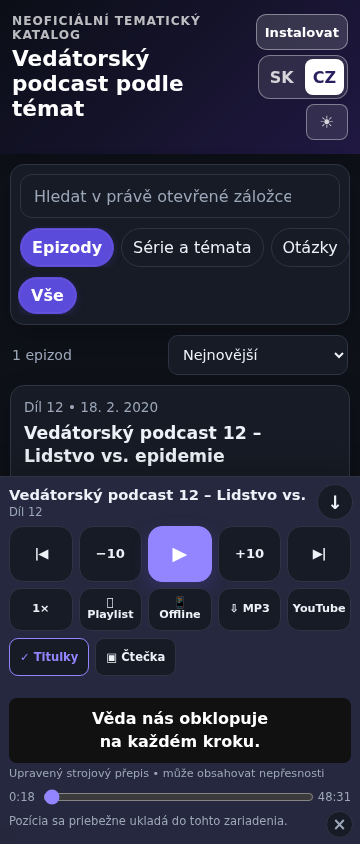 NEOFICIÁLNÍ TEMATICKÝ
KATALOG
Vedátorský
podcast podle
témat
Instalovat
SK CZ
Hledat v právě otevřené záložce
Epizody Série a témata Otázky
Vše
1 epizod Nejnovější
Díl 12 • 18. 2. 2020
Vedátorský podcast 12 –
Lidstvo vs. epidemie
Vedátorský podcast 12 – Lidstvo vs.
Díl 12
−10 +10
1× Playlist Offline ⇩ MP3 YouTube
✓ Titulky ▣ Čtečka
Věda nás obklopuje
na každém kroku.
Upravený strojový přepis • může obsahovat nepřesnosti
0:18 48:31
Pozícia sa priebežne ukladá do tohto zariadenia.